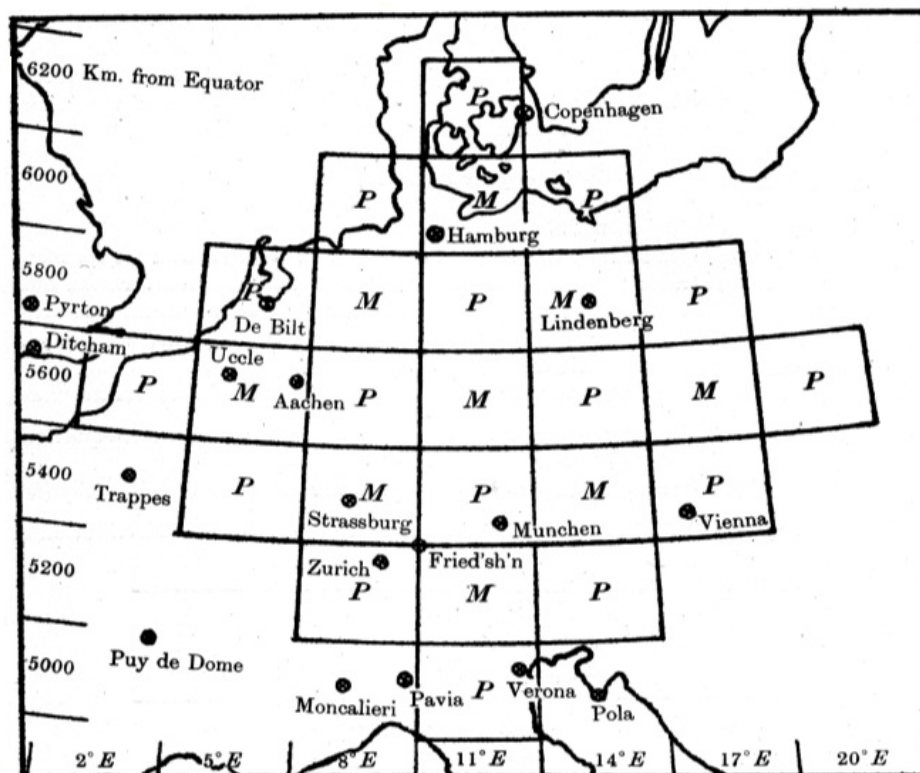 6200 Km. from Equator
P
Copenhagen
6000
P
M
P
Hamburg
5800
P
M
P
M
P
Pyrton
De Bilt
Lindenberg
Ditcham
Uccle
5600
P
M
Aachen
P
M
P
M
P
5400
Trappes
P
M
P
M
P
Strassburg
Munchen
Vienna
5200
Zurich
Fried'sh'n
P
M
P
5000
Puy de Dome
Moncalieri
Pavia
P
Verona
Pola
2°E
5°E
8°E
11°E
14°E
17°E
20°E